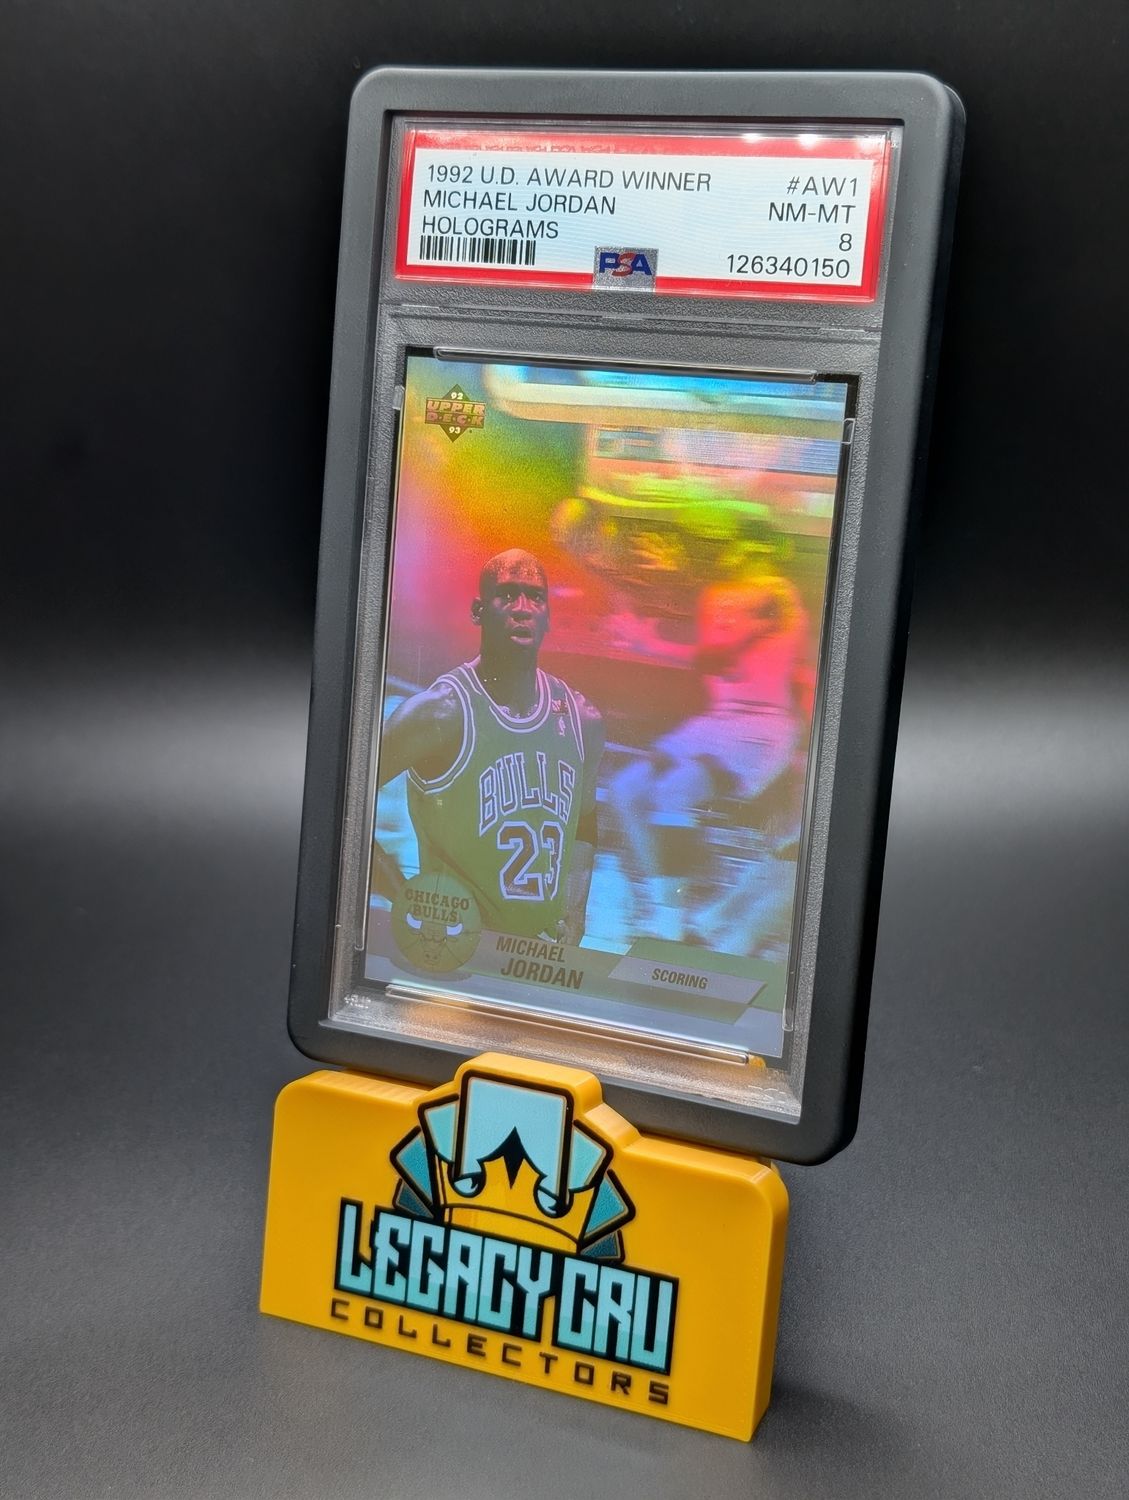 1992 U.D. AWARD WINNER #AW1
MICHAEL JORDAN NM-MT
HOLOGRAMS 8
PSA 126340150
92
UPPER
DECK
93
BULLS
23
CHICAGO
BULLS
MICHAEL
JORDAN
SCORING
LEGACY CRU
COLLECTORS